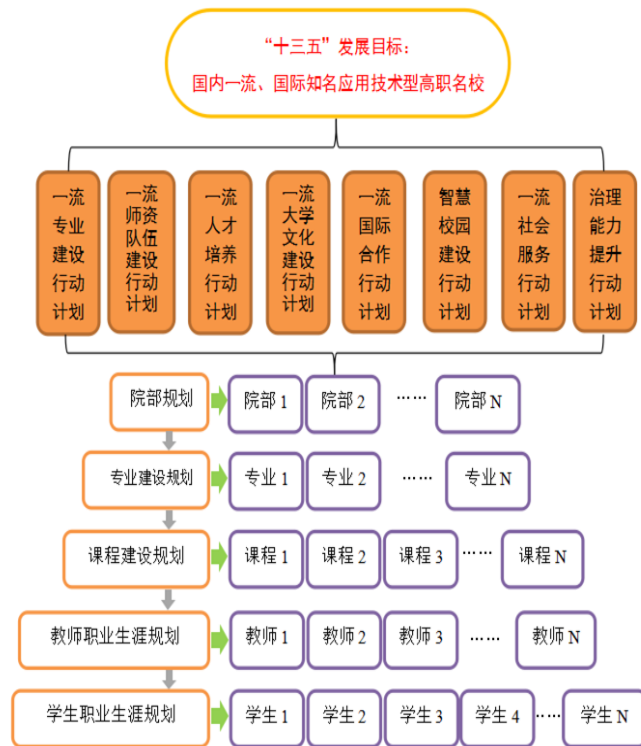 “十三五”发展目标：
国内一流、国际知名应用技术型高职名校
一流
专业
建设
行动
计划
一流
师资
队伍
建设
行动
计划
一流
人才
培养
行动
计划
一流
大学
文化
建设
行动
计划
一流
国际
合作
行动
计划
智慧
校园
建设
行动
计划
一流
社会
服务
行动
计划
治理
能力
提升
行动
计划
院部规划 院部 1 院部 2 …… 院部 N
专业建设规划 专业 1 专业 2 …… 专业 N
课程建设规划 课程 1 课程 2 课程 3 …… 课程 N
教师职业生涯规划 教师 1 教师 2 教师 3 …… 教师 N
学生职业生涯规划 学生 1 学生 2 学生 3 学生 4 …… 学生 N